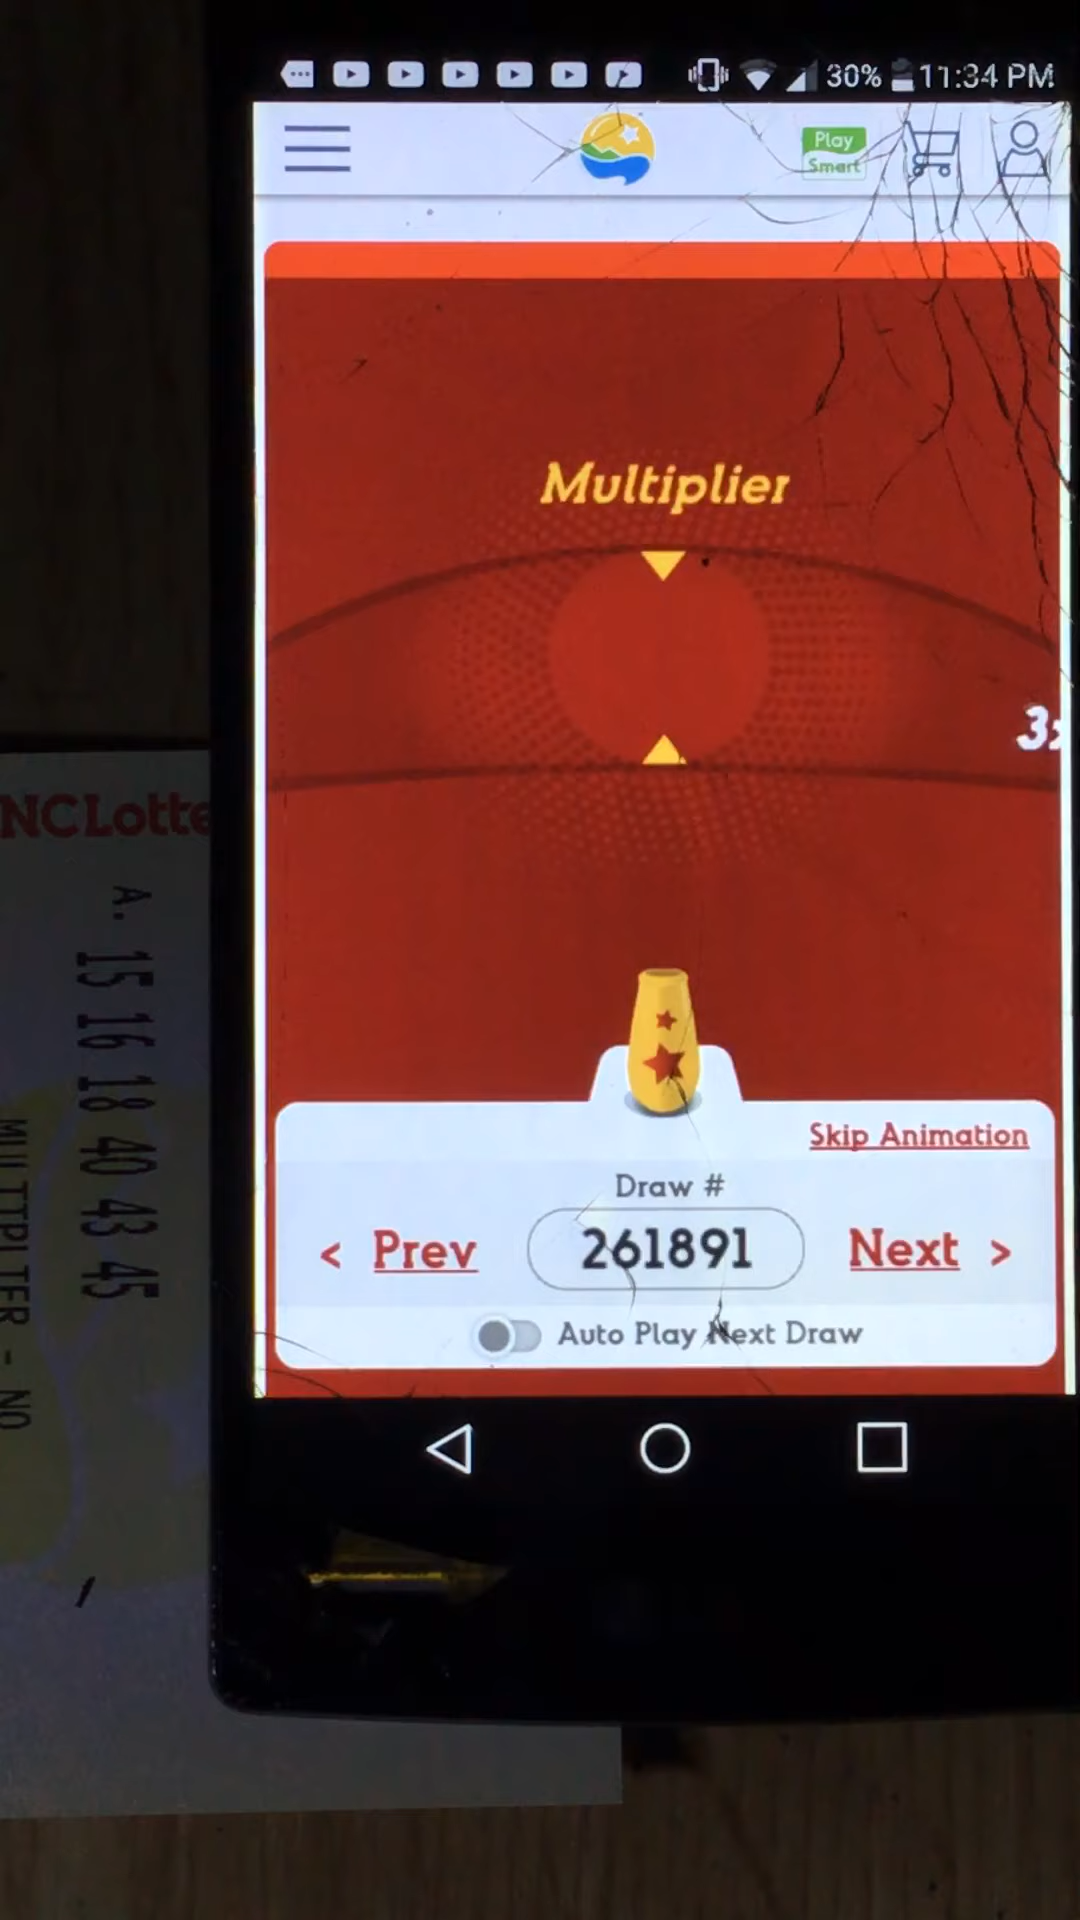 30% 11:34 PM
Play
Smart
Multiplier
Skip Animation
Draw #
< Prev
261891
Next >
Auto Play Next Draw
NCLotte
A. 15 16 18 40 43 45
MULTIPLIER - NO